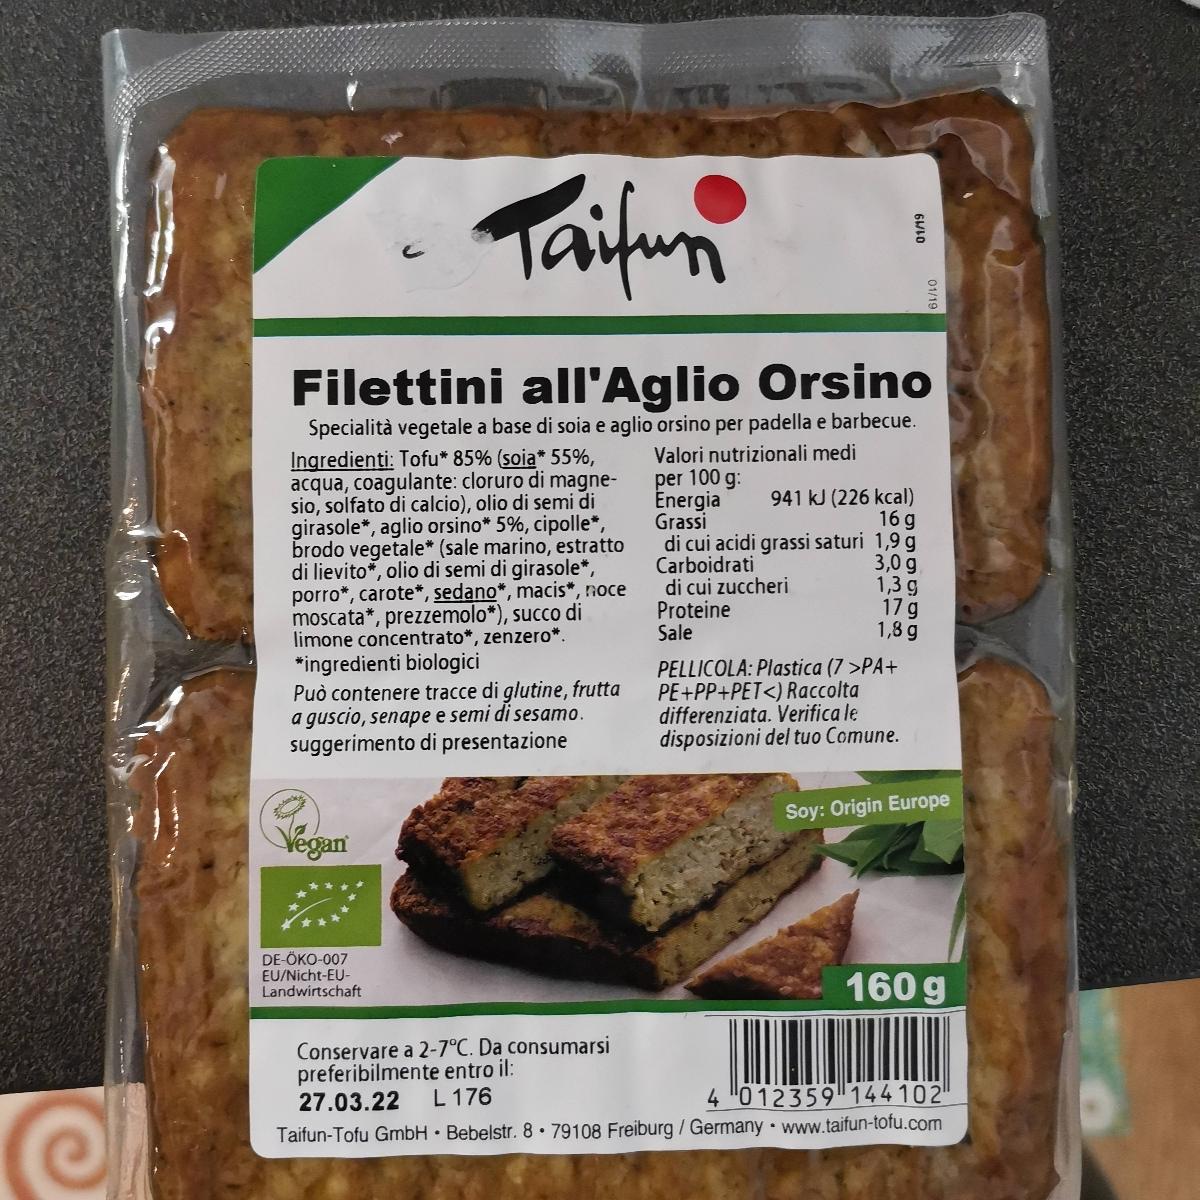 Taifun
01/19
01/19
Filettini all'Aglio Orsino
Specialità vegetale a base di soia e aglio orsino per padella e barbecue.
Ingredienti: Tofu* 85% (soia* 55%,
acqua, coagulante: cloruro di magne-
sio, solfato di calcio), olio di semi di
girasole*, aglio orsino* 5%, cipolle*,
brodo vegetale* (sale marino, estratto
di lievito*, olio di semi di girasole*,
porro*, carote*, sedano*, macis*, noce
moscata*, prezzemolo*), succo di
limone concentrato*, zenzero*.
*ingredienti biologici
Può contenere tracce di glutine, frutta
a guscio, senape e semi di sesamo.
suggerimento di presentazione
Valori nutrizionali medi
per 100 g:
Energia 941 kJ (226 kcal)
Grassi 16 g
di cui acidi grassi saturi 1,9 g
Carboidrati 3,0 g
di cui zuccheri 1,3 g
Proteine 17 g
Sale 1,8 g
PELLICOLA: Plastica (7 >PA+
PE+PP+PET<) Raccolta
differenziata. Verifica le
disposizioni del tuo Comune.
Vegan
Soy: Origin Europe
DE-ÖKO-007
EU/Nicht-EU-
Landwirtschaft
160 g
Conservare a 2-7°C. Da consumarsi
preferibilmente entro il:
27.03.22 L 176
4 012359 144102
Taifun-Tofu GmbH • Bebelstr. 8 • 79108 Freiburg / Germany • www.taifun-tofu.com